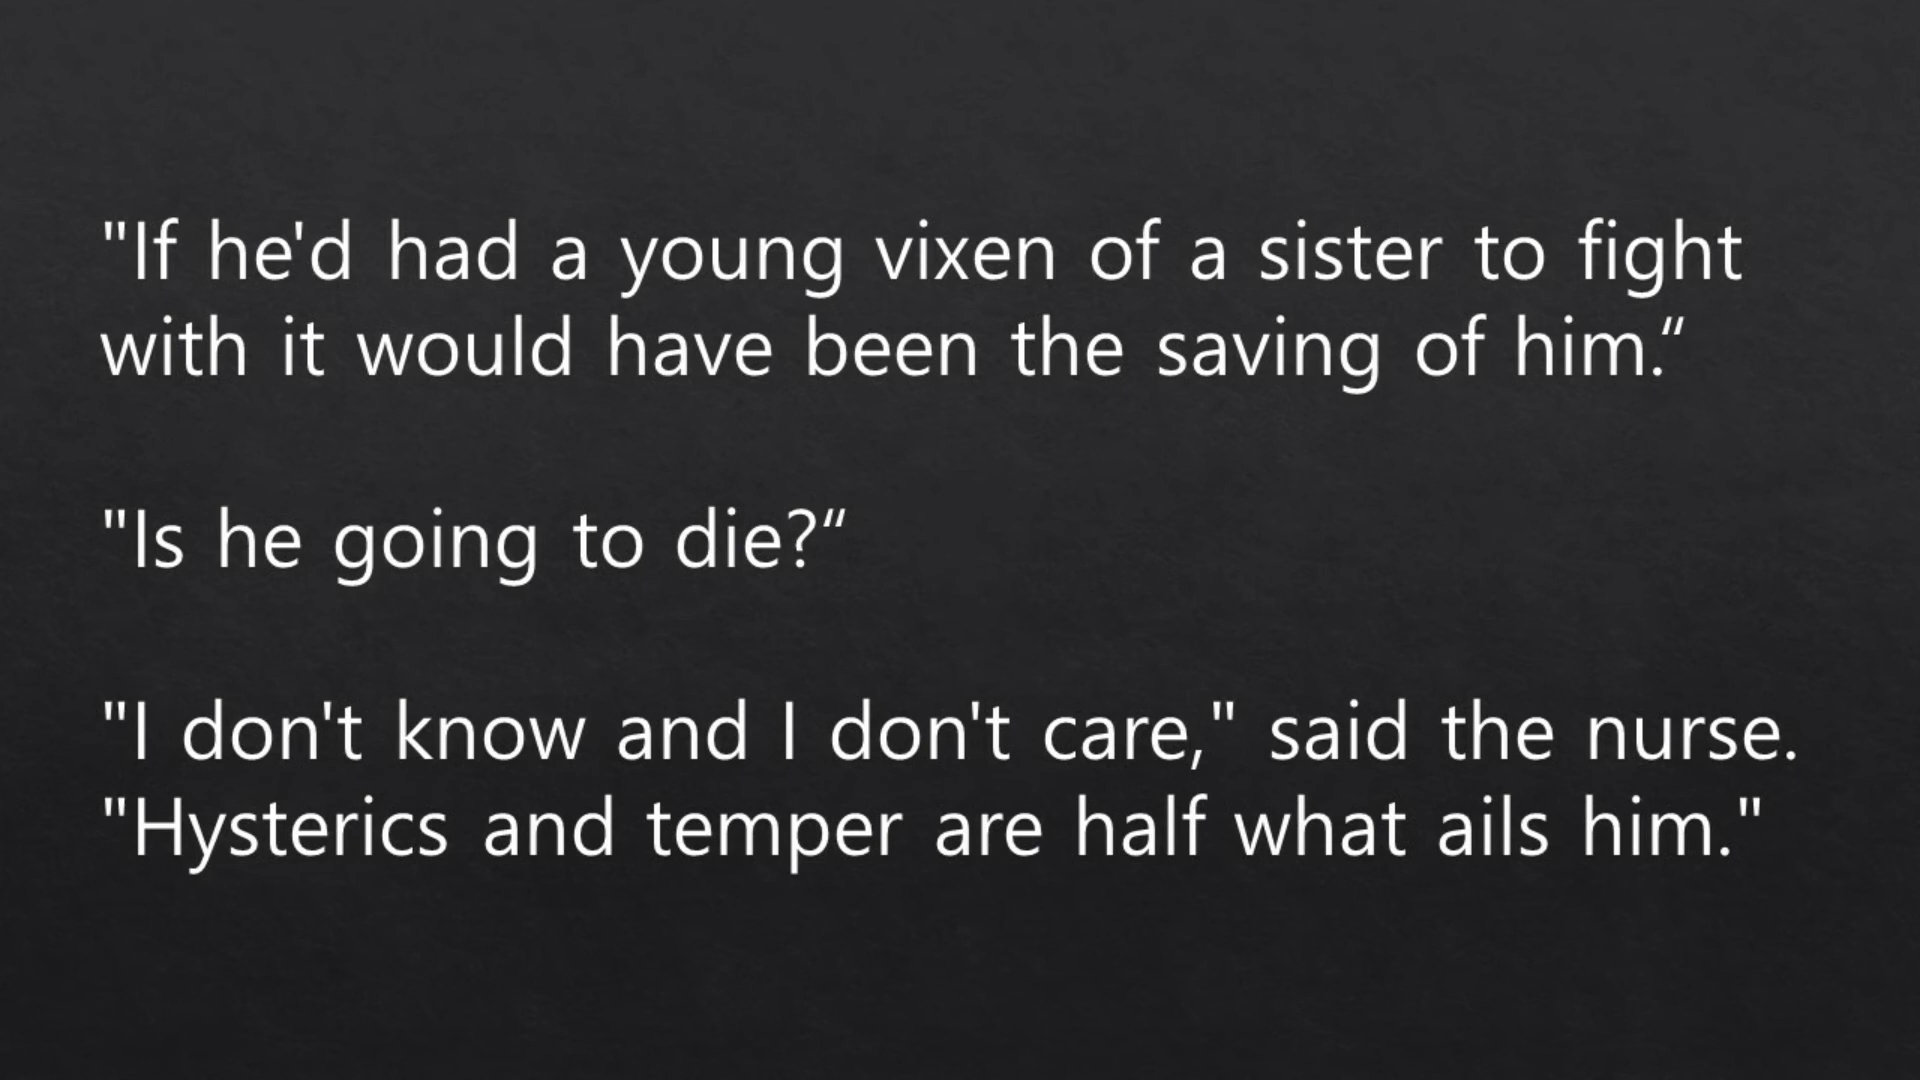 "If he'd had a young vixen of a sister to fight
with it would have been the saving of him.“
"Is he going to die?“
"I don't know and I don't care," said the nurse.
"Hysterics and temper are half what ails him."